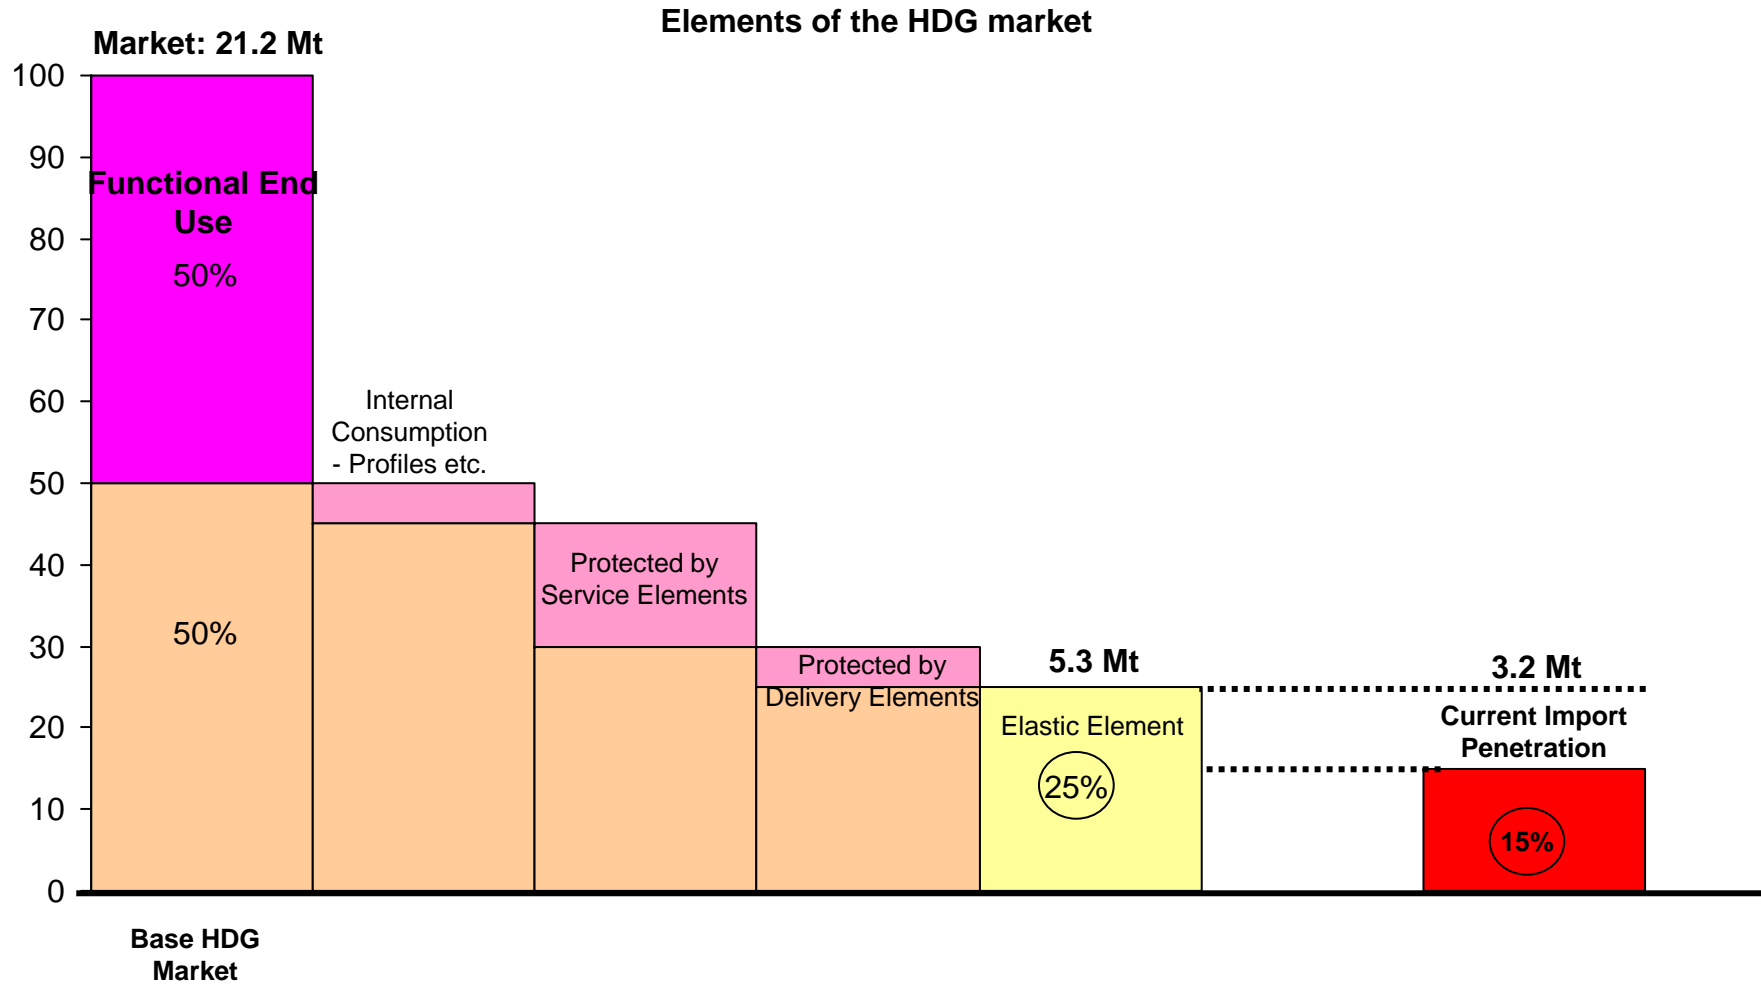 Elements of the HDG market
Market: 21.2 Mt
100
90
80
70
60
50
40
30
20
10
0
Functional End
Use
50%
50%
Internal
Consumption
- Profiles etc.
Protected by
Service Elements
Protected by
Delivery Elements
5.3 Mt
Elastic Element
25%
3.2 Mt
Current Import
Penetration
15%
Base HDG
Market